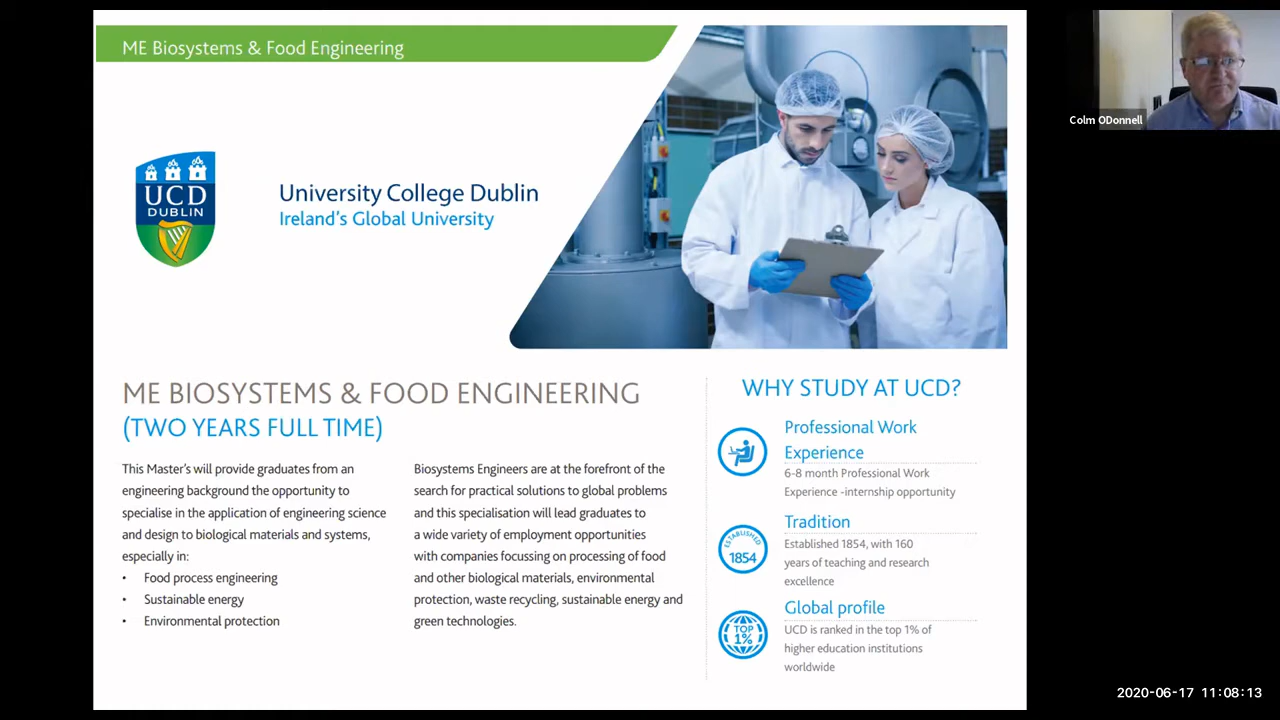 ME Biosystems & Food Engineering
UCD
DUBLIN
University College Dublin
Ireland's Global University
Colm ODonnell
ME BIOSYSTEMS & FOOD ENGINEERING
(TWO YEARS FULL TIME)
This Master's will provide graduates from an
engineering background the opportunity to
specialise in the application of engineering science
and design to biological materials and systems,
especially in:
• Food process engineering
• Sustainable energy
• Environmental protection
Biosystems Engineers are at the forefront of the
search for practical solutions to global problems
and this specialisation will lead graduates to
a wide variety of employment opportunities
with companies focussing on processing of food
and other biological materials, environmental
protection, waste recycling, sustainable energy and
green technologies.
WHY STUDY AT UCD?
Professional Work
Experience
6-8 month Professional Work
Experience -internship opportunity
ESTABLISHED
1854
Tradition
Established 1854, with 160
years of teaching and research
excellence
TOP
1%
Global profile
UCD is ranked in the top 1% of
higher education institutions
worldwide
2020-06-17 11:08:13